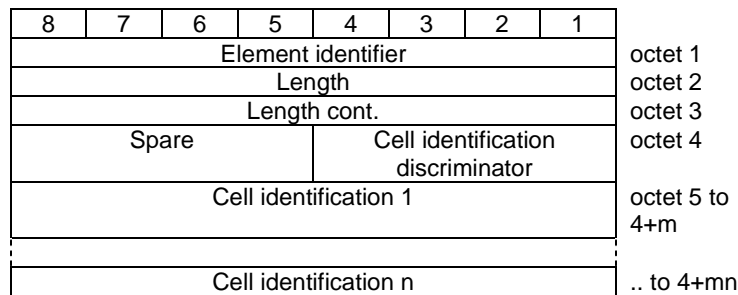 8 7 6 5 4 3 2 1
Element identifier octet 1
Length octet 2
Length cont. octet 3
Spare Cell identification octet 4
discriminator
Cell identification 1 octet 5 to
4+m
Cell identification n .. to 4+mn